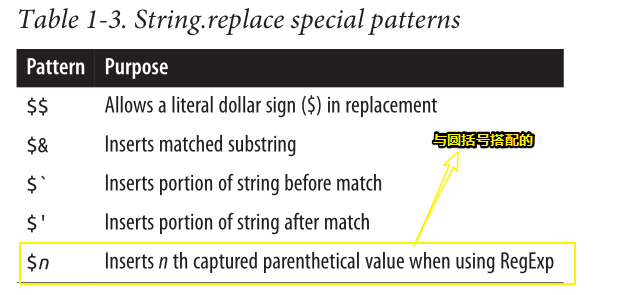 Table 1-3. String.replace special patterns
Pattern Purpose
$$ Allows a literal dollar sign ($) in replacement
$& Inserts matched substring
与圆括号搭配的
$` Inserts portion of string before match
$' Inserts portion of string after match
$n Inserts n th captured parenthetical value when using RegExp